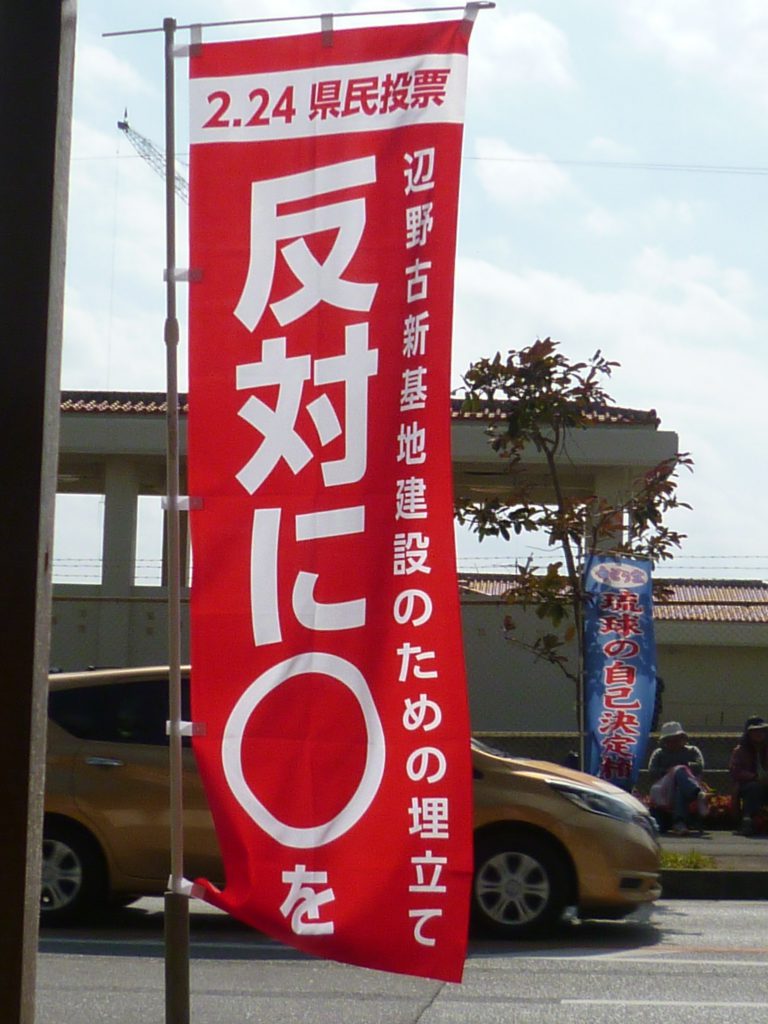 2.24 県民投票
辺野古新基地建設のための埋立て
反対に〇を
琉球の自己決定権